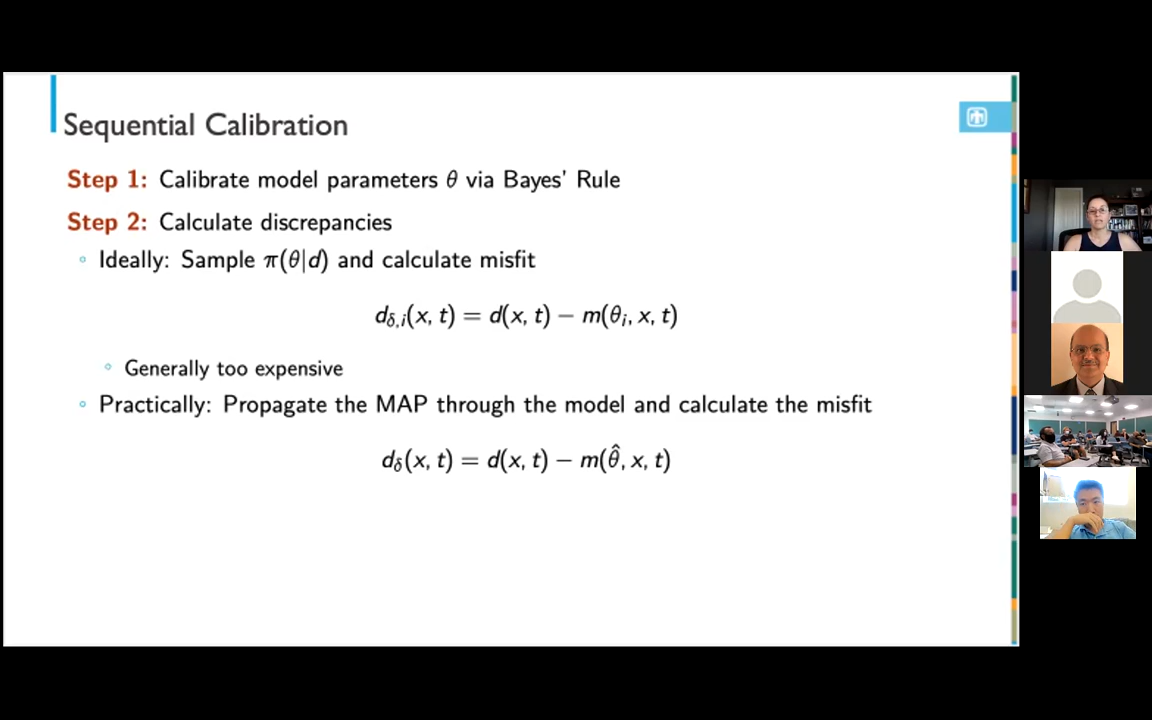 Sequential Calibration
Step 1: Calibrate model parameters θ via Bayes' Rule
Step 2: Calculate discrepancies
◦ Ideally: Sample π(θ|d) and calculate misfit
d_{δ,i}(x, t) = d(x, t) − m(θ_i, x, t)
◦ Generally too expensive
◦ Practically: Propagate the MAP through the model and calculate the misfit
d_δ(x, t) = d(x, t) − m(θ̂, x, t)